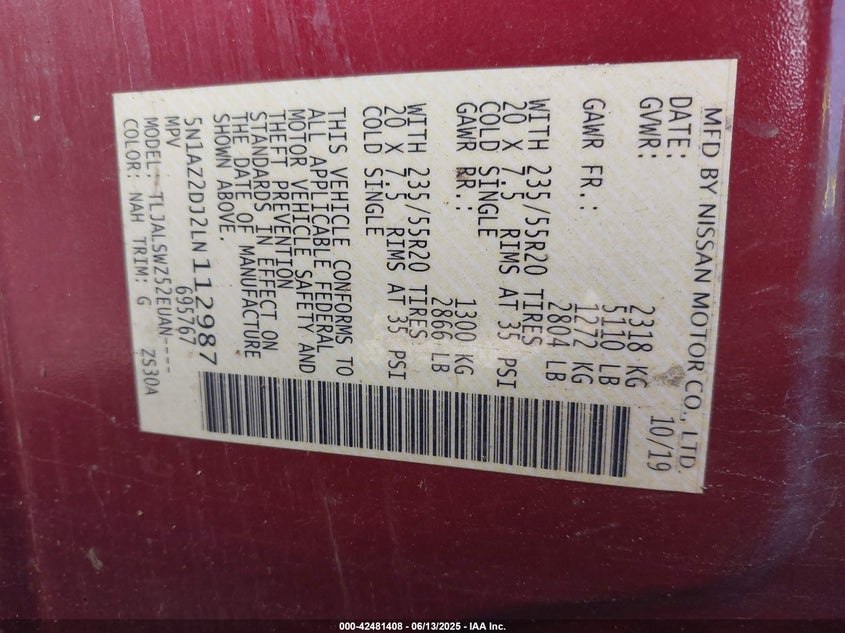 MFD BY NISSAN MOTOR CO., LTD.
DATE: 10/19
GVWR: 2318 KG
5110 LB
GAWR FR.: 1272 KG
2804 LB
WITH 235/55R20 TIRES
20 X 7.5 RIMS AT 35 PSI
COLD SINGLE
GAWR RR.: 1300 KG
2866 LB
WITH 235/55R20 TIRES
20 X 7.5 RIMS AT 35 PSI
COLD SINGLE
THIS VEHICLE CONFORMS TO
ALL APPLICABLE FEDERAL
MOTOR VEHICLE SAFETY AND
THEFT PREVENTION
STANDARDS IN EFFECT ON
THE DATE OF MANUFACTURE
SHOWN ABOVE.
5N1AZ2DJ2LN112987
MPV 695767
MODEL: TLJALSWZ52EUAN----
COLOR: NAH TRIM: G ZS30A
000-42481408 - 06/13/2025 - IAA Inc.